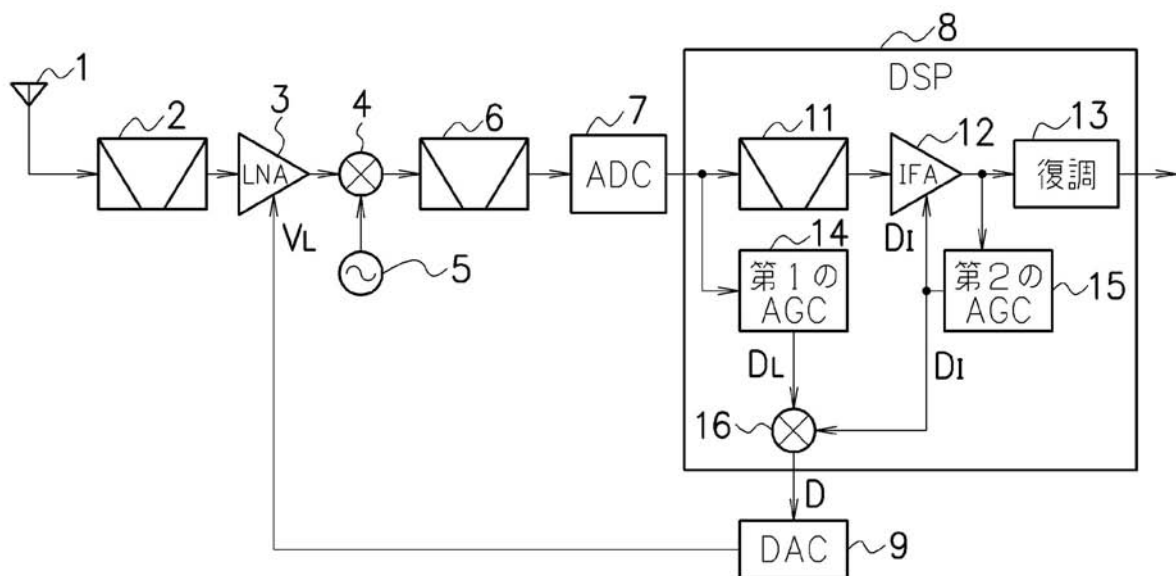 8
DSP
1
2
3
4
6
7
11
12
13
LNA
ADC
IFA
復調
VL
5
14
DI
第1の
AGC
第2の
AGC
15
DL
DI
16
D
DAC
9